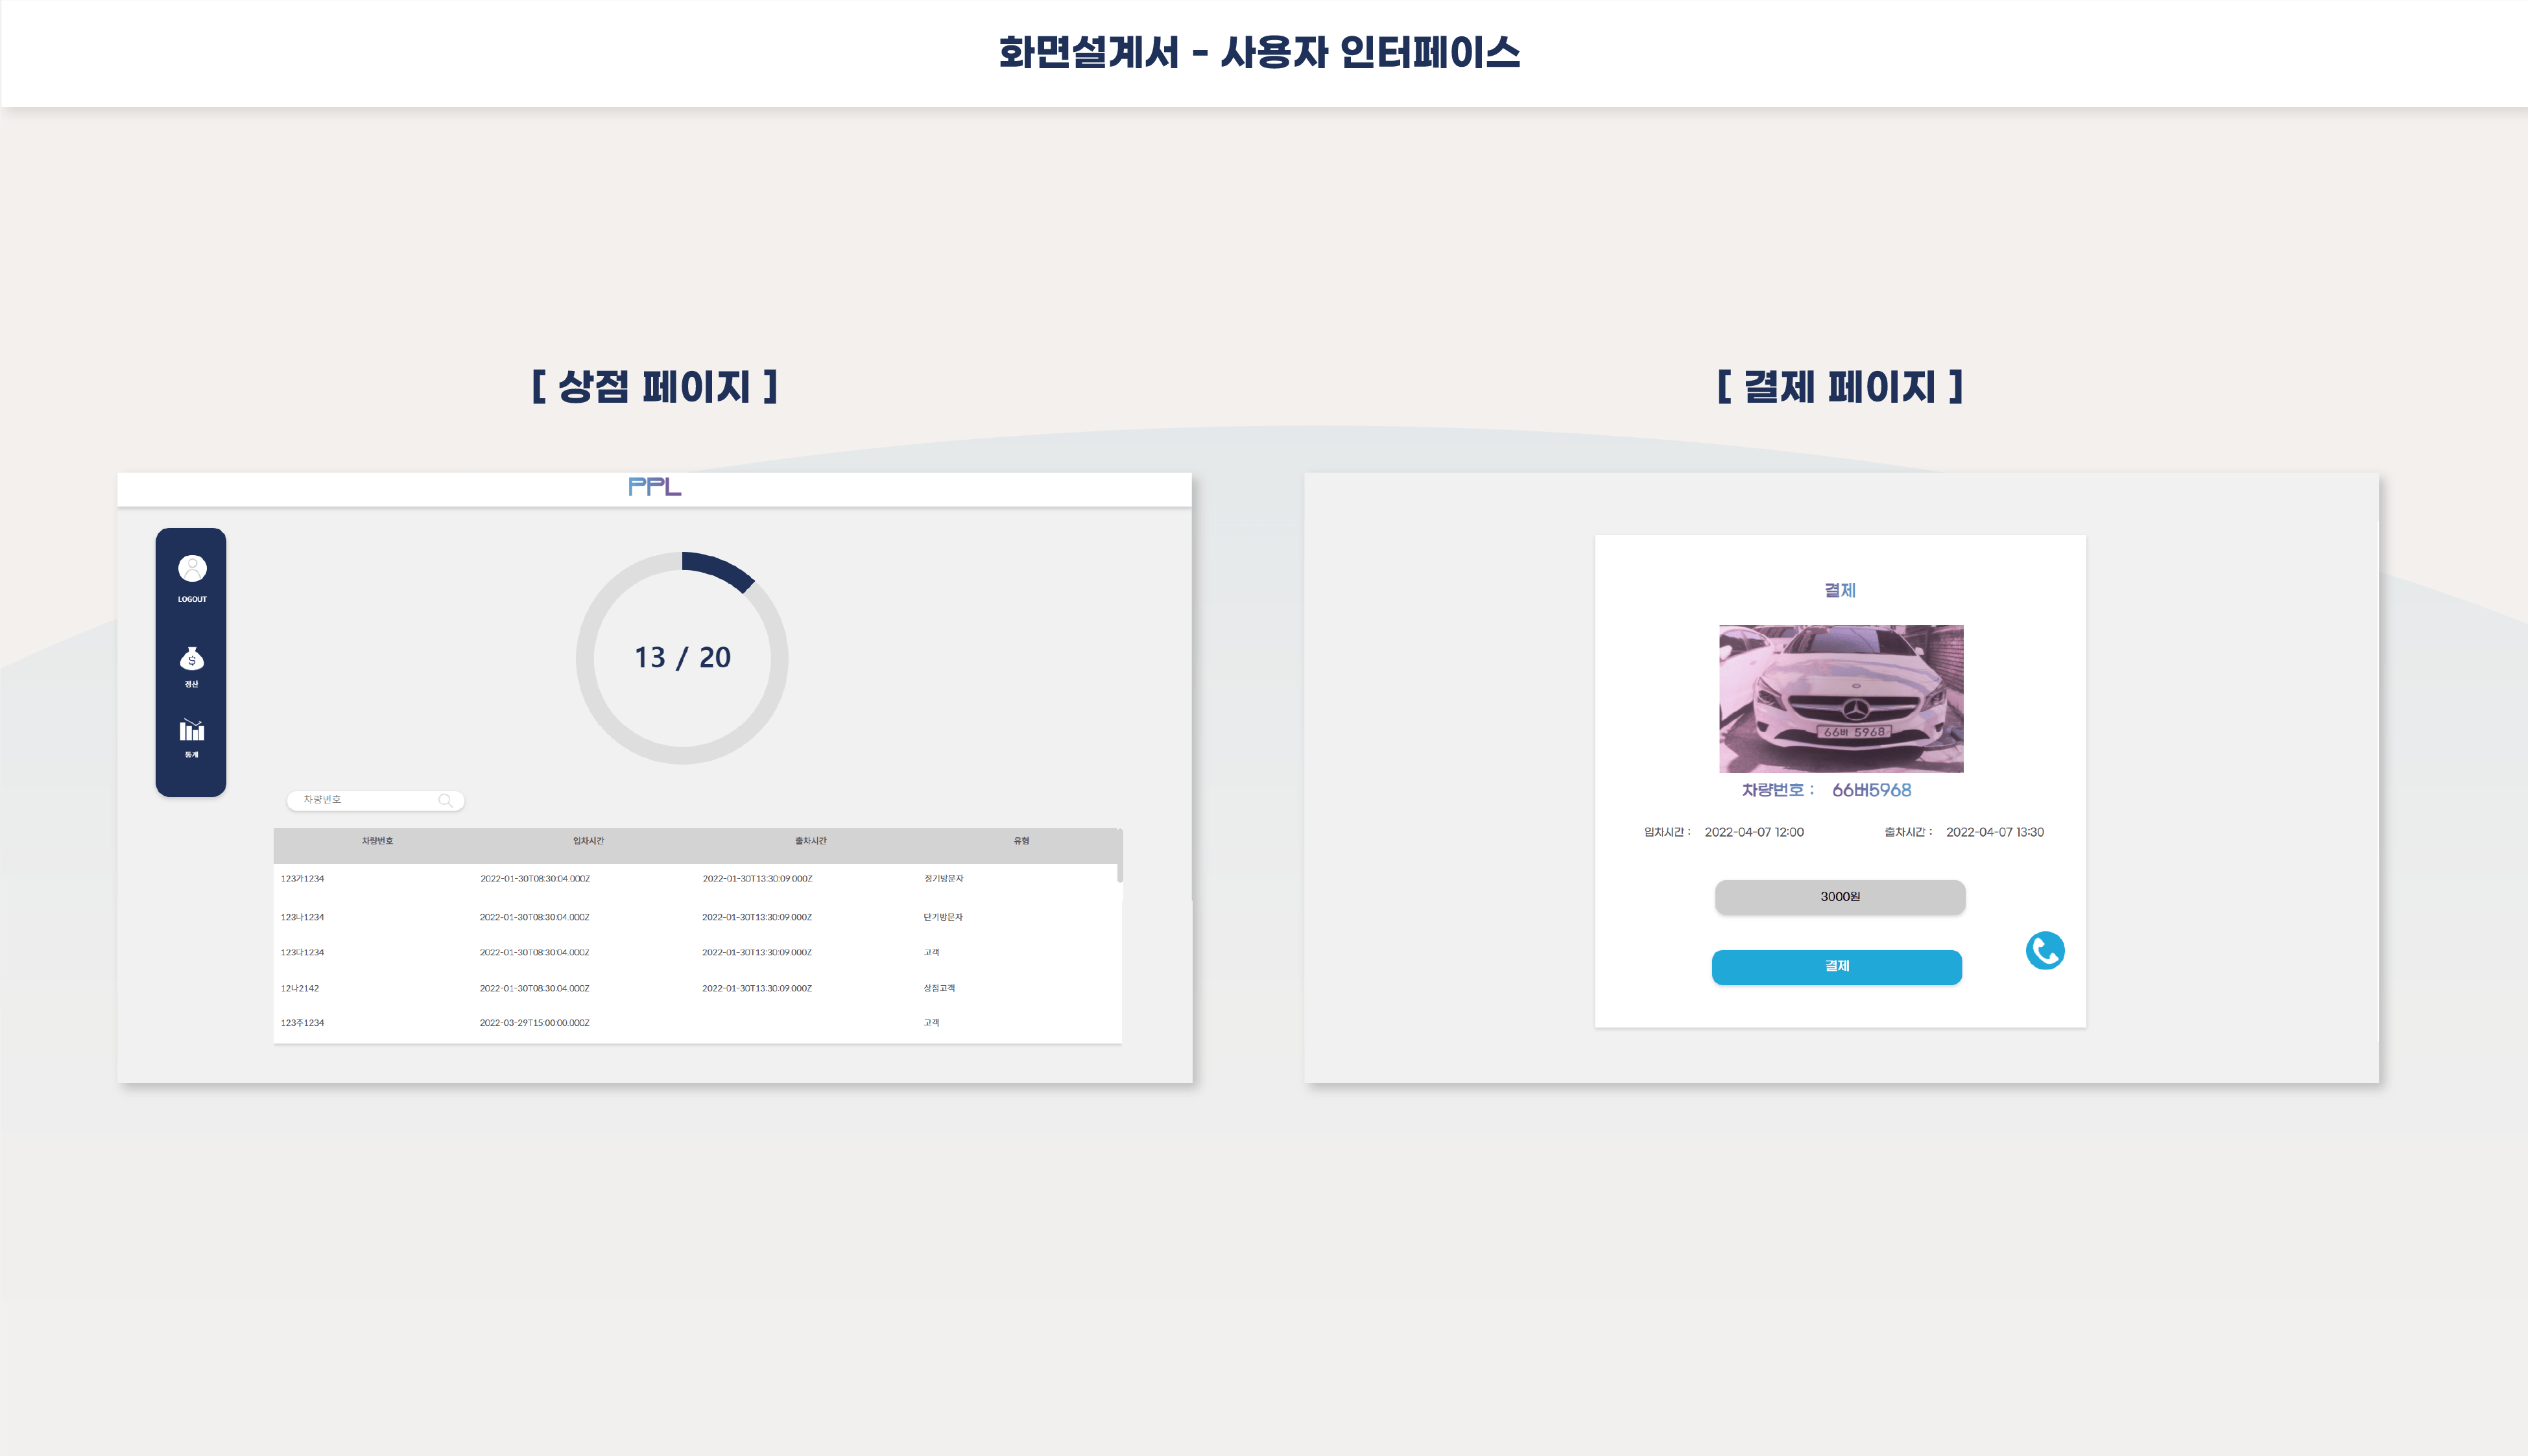 화면설계서 - 사용자 인터페이스
[ 상점 페이지 ]
PPL
LOGOUT
정산
통계
13 / 20
차량번호
차량번호 입차시간 출차시간 유형
123가1234 2022-01-30T08:30:04.000Z 2022-01-30T13:30:09.000Z 정기방문자
123나1234 2022-01-30T08:30:04.000Z 2022-01-30T13:30:09.000Z 단기방문자
123다1234 2022-01-30T08:30:04.000Z 2022-01-30T13:30:09.000Z 고객
12나2142 2022-01-30T08:30:04.000Z 2022-01-30T13:30:09.000Z 상점고객
123주1234 2022-03-29T15:00:00.000Z 고객
[ 결제 페이지 ]
결제
66버 5968
차량번호 : 66버5968
입차시간 : 2022-04-07 12:00 출차시간 : 2022-04-07 13:30
3000원
결제